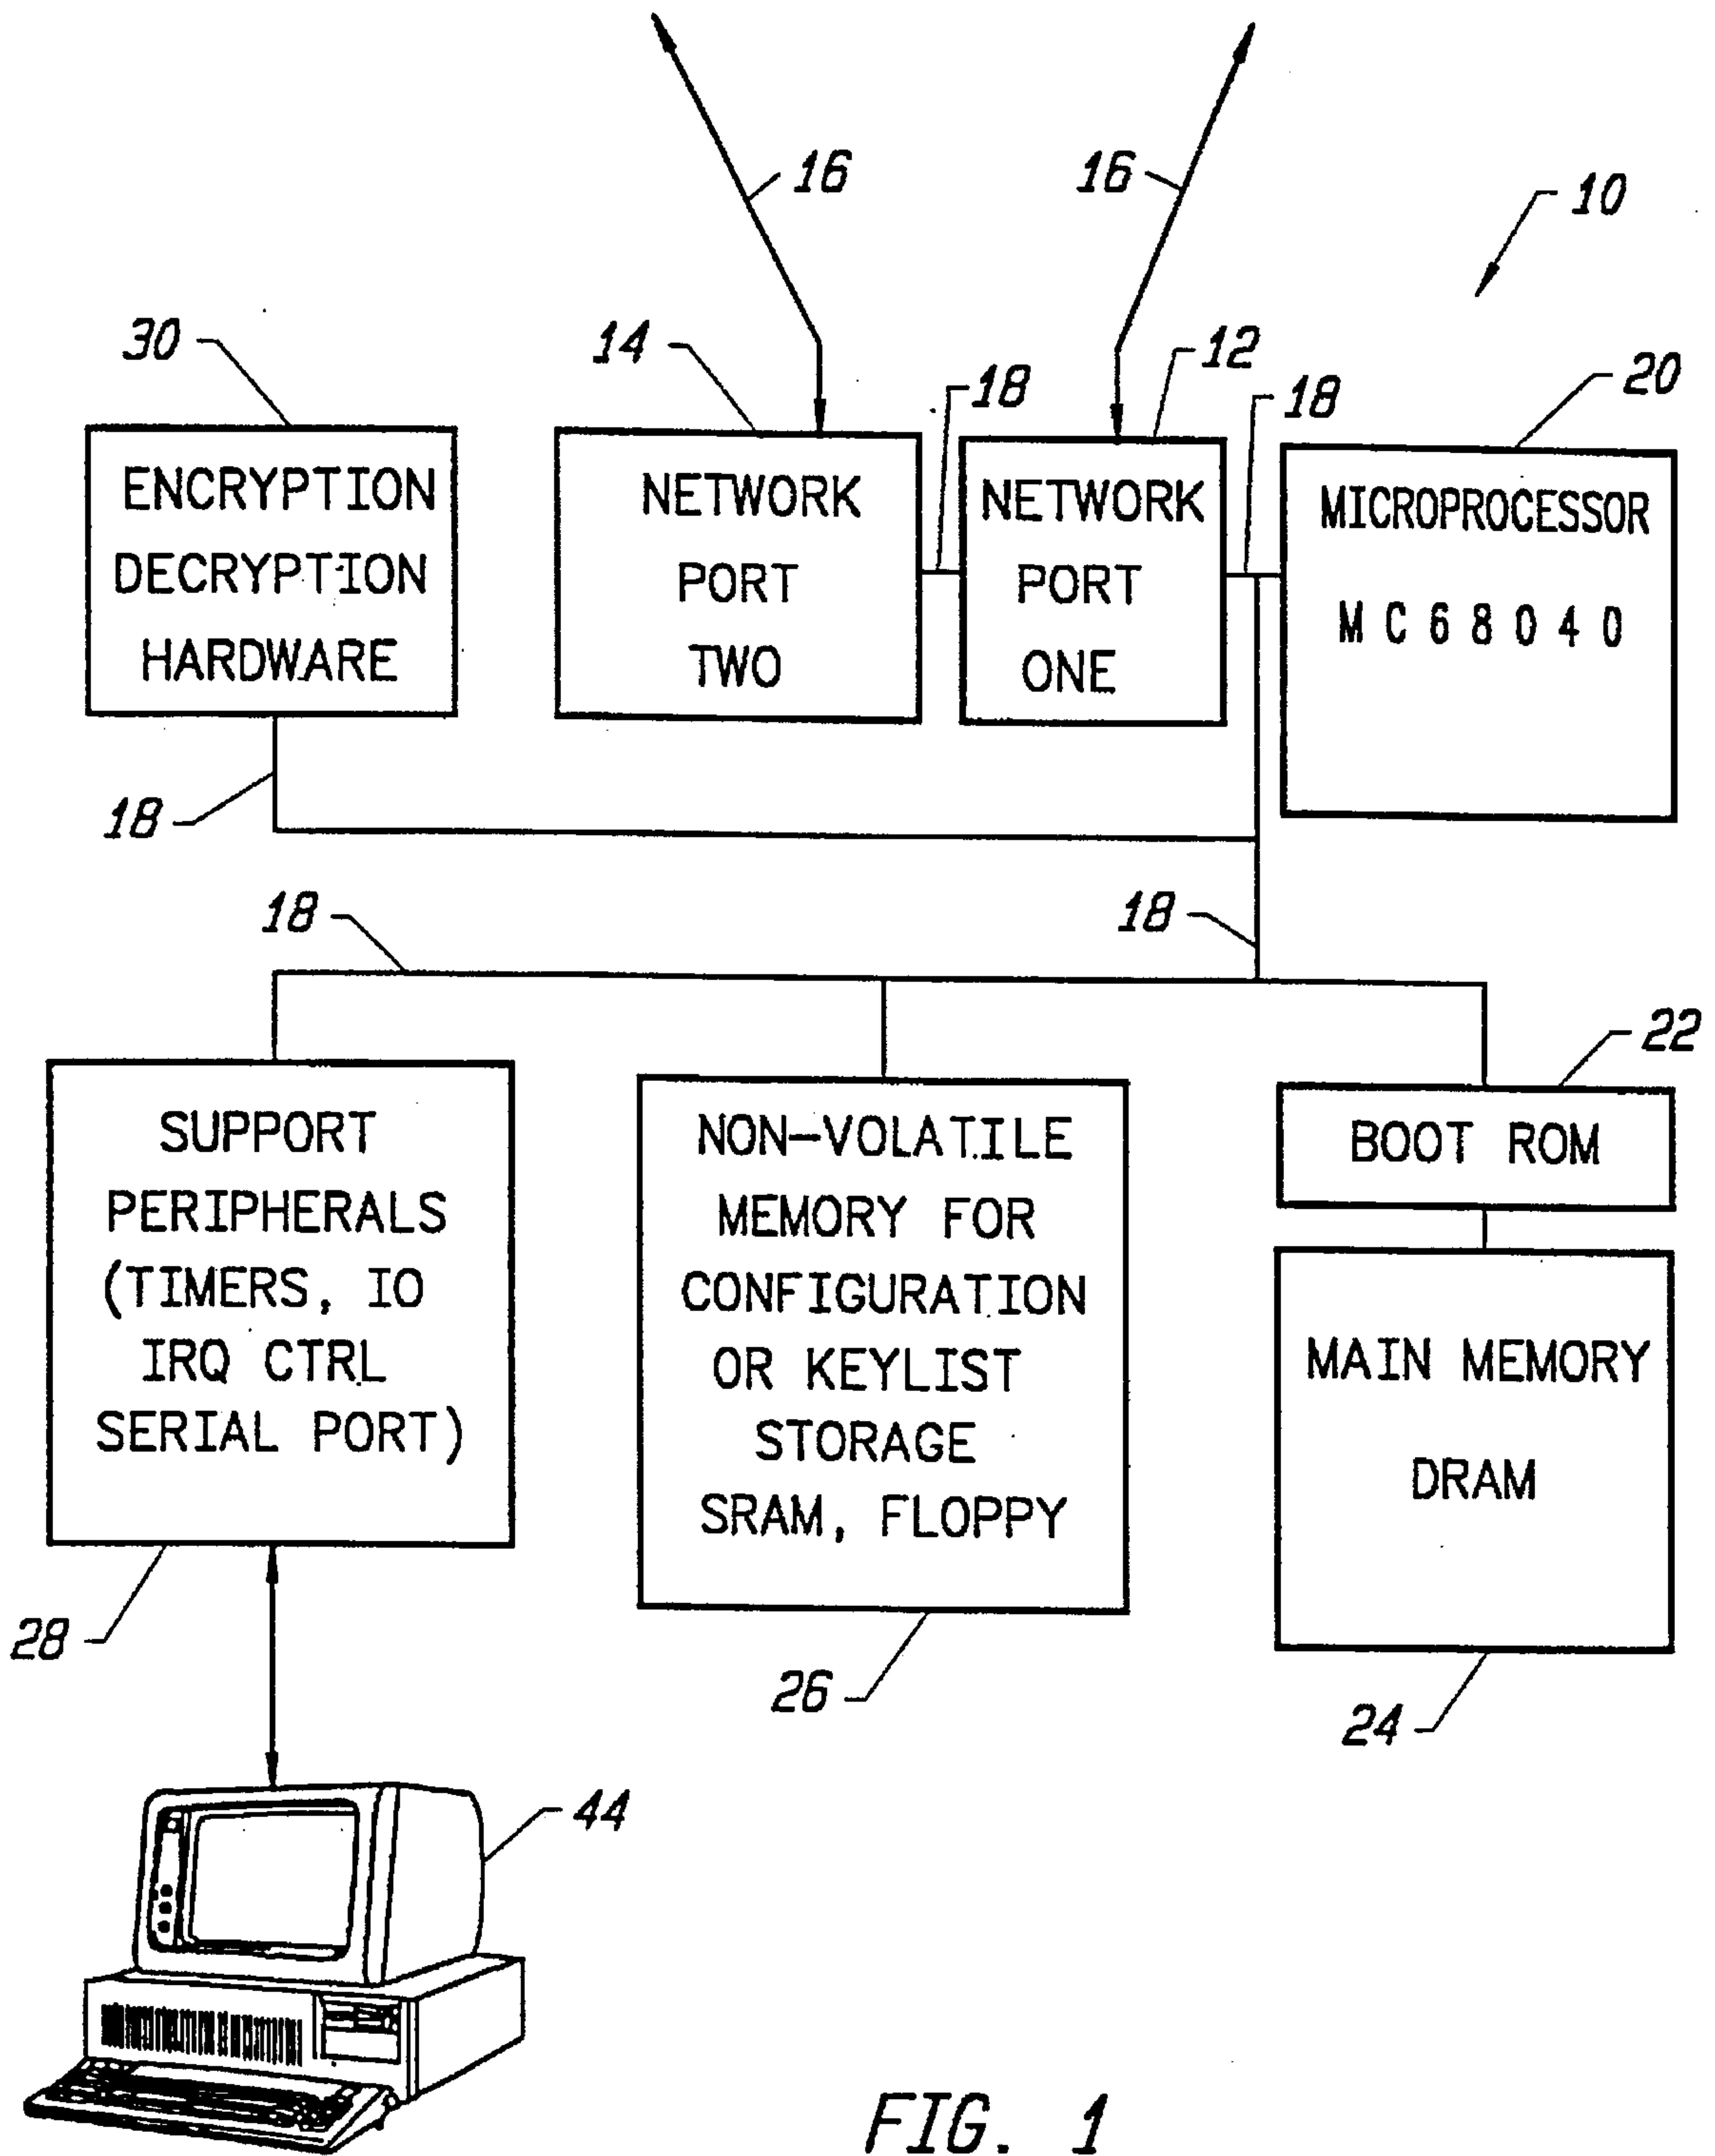 16
16
10
30
14
18
12
18
20
ENCRYPTION
DECRYPTION
HARDWARE
NETWORK
PORT
TWO
NETWORK
PORT
ONE
MICROPROCESSOR
MC68040
18
18
18
22
SUPPORT
PERIPHERALS
(TIMERS, IO
IRQ CTRL
SERIAL PORT)
NON-VOLATILE
MEMORY FOR
CONFIGURATION
OR KEYLIST
STORAGE
SRAM, FLOPPY
BOOT ROM
MAIN MEMORY
DRAM
28
26
24
44
FIG. 1